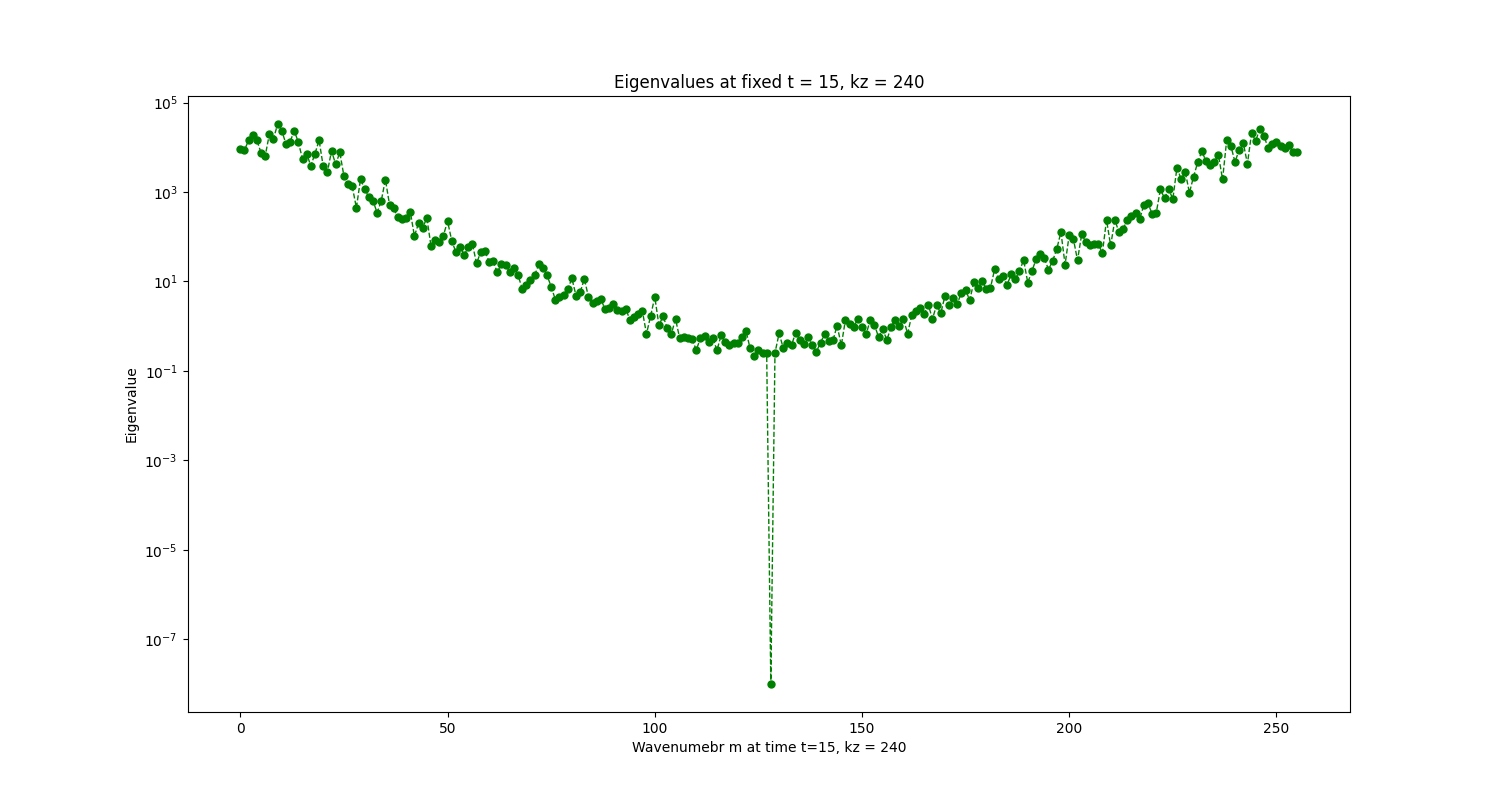 Eigenvalues at fixed t = 15, kz = 240
10^5
10^3
10^1
10^-1
10^-3
10^-5
10^-7
Eigenvalue
0 50 100 150 200 250
Wavenumebr m at time t=15, kz = 240